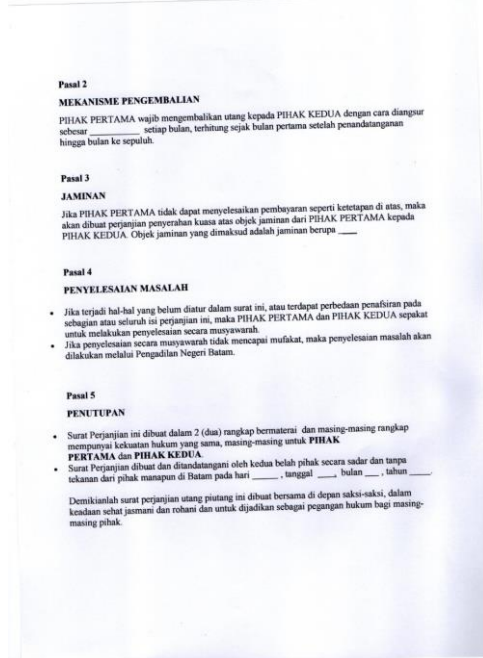 Pasal 2
MEKANISME PENGEMBALIAN
PIHAK PERTAMA wajib mengembalikan utang kepada PIHAK KEDUA dengan cara diangsur
sebesar ____________ setiap bulan, terhitung sejak bulan pertama setelah penandatanganan
hingga bulan ke sepuluh.
Pasal 3
JAMINAN
Jika PIHAK PERTAMA tidak dapat menyelesaikan pembayaran seperti ketetapan di atas, maka
akan dibuat perjanjian penyerahan kuasa atas objek jaminan dari PIHAK PERTAMA kepada
PIHAK KEDUA. Objek jaminan yang dimaksud adalah jaminan berupa ____
Pasal 4
PENYELESAIAN MASALAH
• Jika terjadi hal-hal yang belum diatur dalam surat ini, atau terdapat perbedaan penafsiran pada
sebagian atau seluruh isi perjanjian ini, maka PIHAK PERTAMA dan PIHAK KEDUA sepakat
untuk melakukan penyelesaian secara musyawarah.
• Jika penyelesaian secara musyawarah tidak mencapai mufakat, maka penyelesaian masalah akan
dilakukan melalui Pengadilan Negeri Batam.
Pasal 5
PENUTUPAN
• Surat Perjanjian ini dibuat dalam 2 (dua) rangkap bermaterai dan masing-masing rangkap
mempunyai kekuatan hukum yang sama, masing-masing untuk PIHAK
PERTAMA dan PIHAK KEDUA.
• Surat Perjanjian dibuat dan ditandatangani oleh kedua belah pihak secara sadar dan tanpa
tekanan dari pihak manapun di Batam pada hari ______ , tanggal ____, bulan ___ , tahun _____.
Demikianlah surat perjanjian utang piutang ini dibuat bersama di depan saksi-saksi, dalam
keadaan sehat jasmani dan rohani dan untuk dijadikan sebagai pegangan hukum bagi masing-
masing pihak.